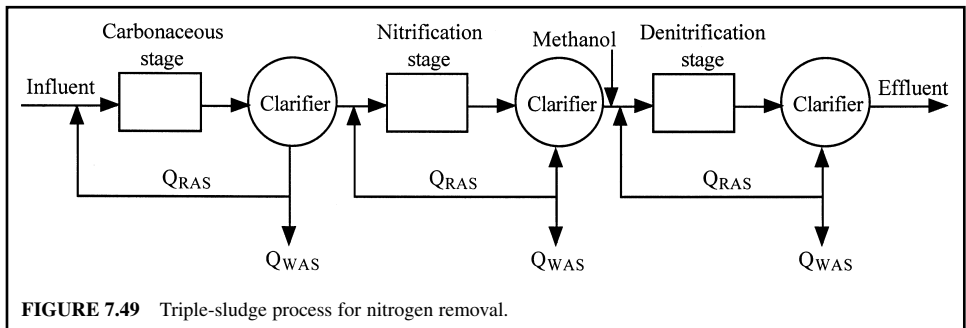 Carbonaceous
stage
Nitrification
stage
Methanol
Denitrification
stage
Influent
Clarifier
Clarifier
Clarifier
Effluent
QRAS
QRAS
QRAS
QWAS
QWAS
QWAS
FIGURE 7.49 Triple-sludge process for nitrogen removal.